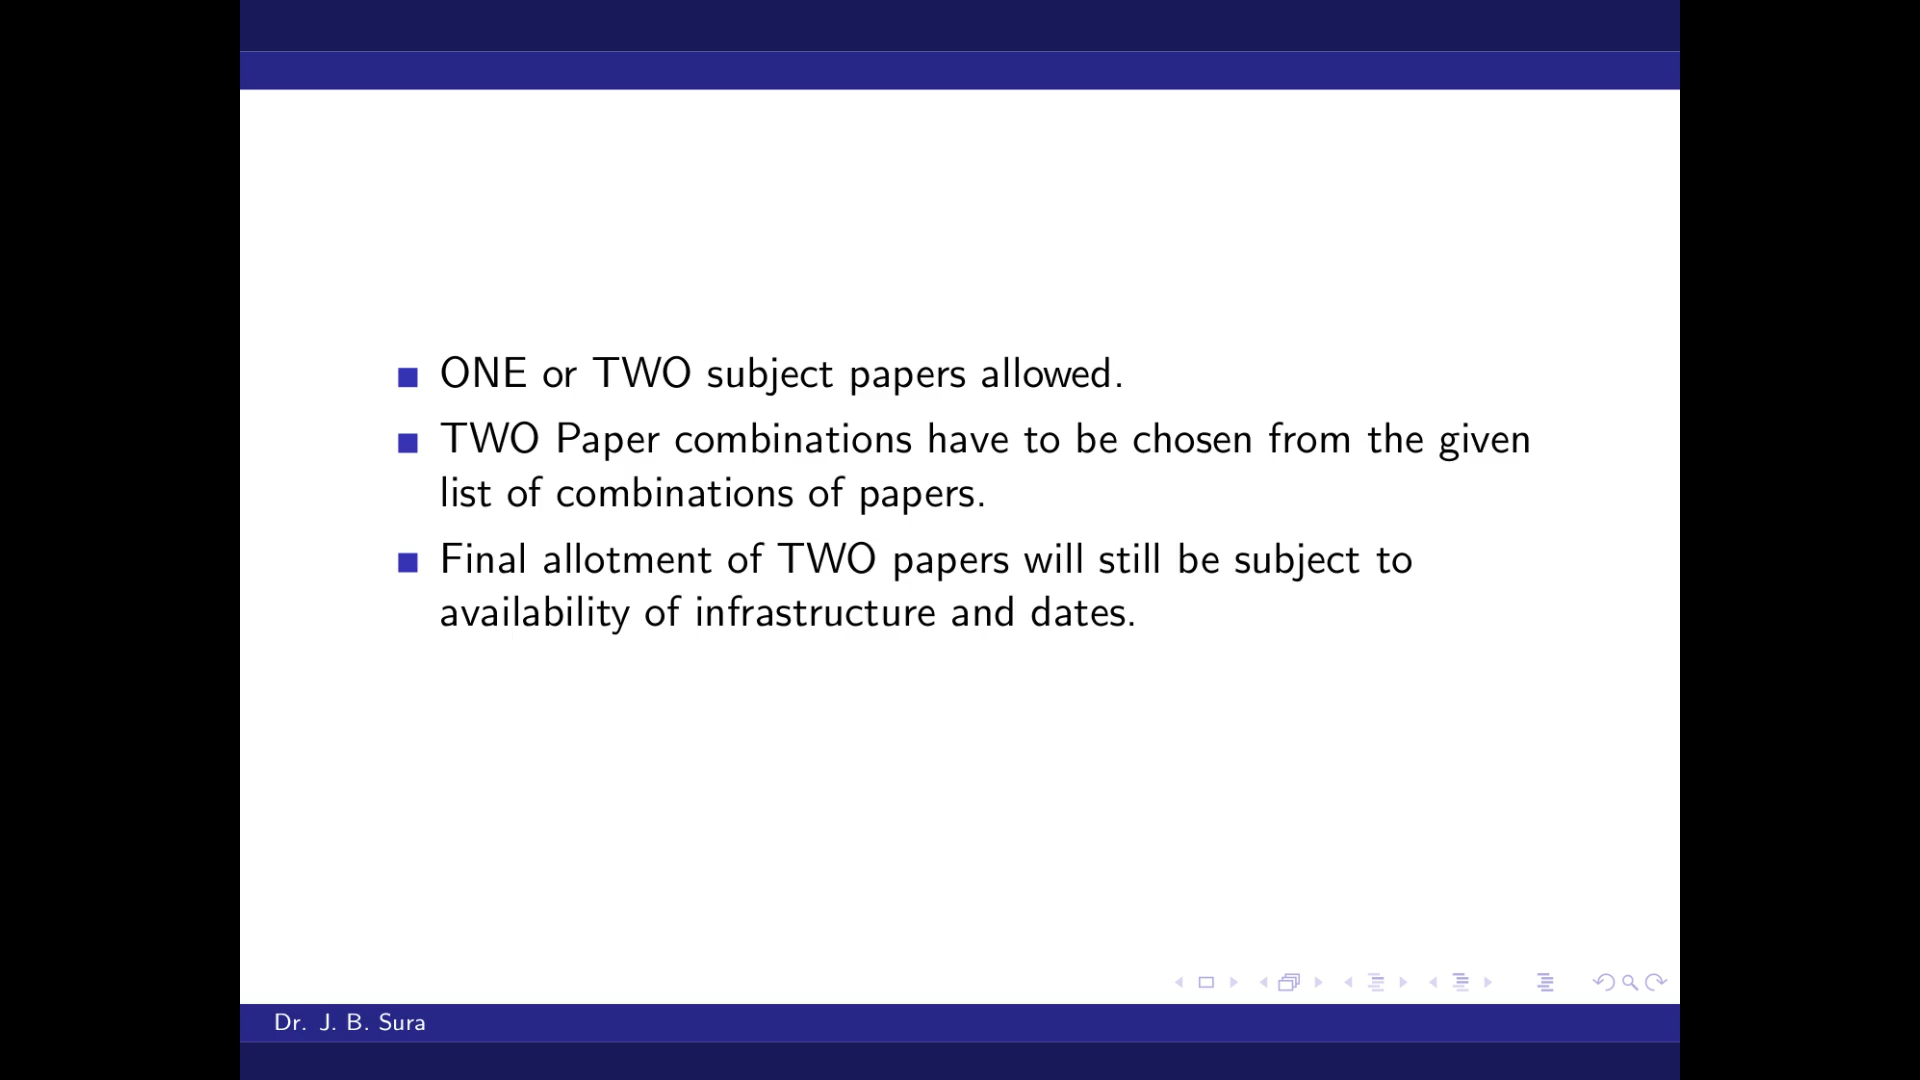 ONE or TWO subject papers allowed.
TWO Paper combinations have to be chosen from the given
list of combinations of papers.
Final allotment of TWO papers will still be subject to
availability of infrastructure and dates.
Dr. J. B. Sura